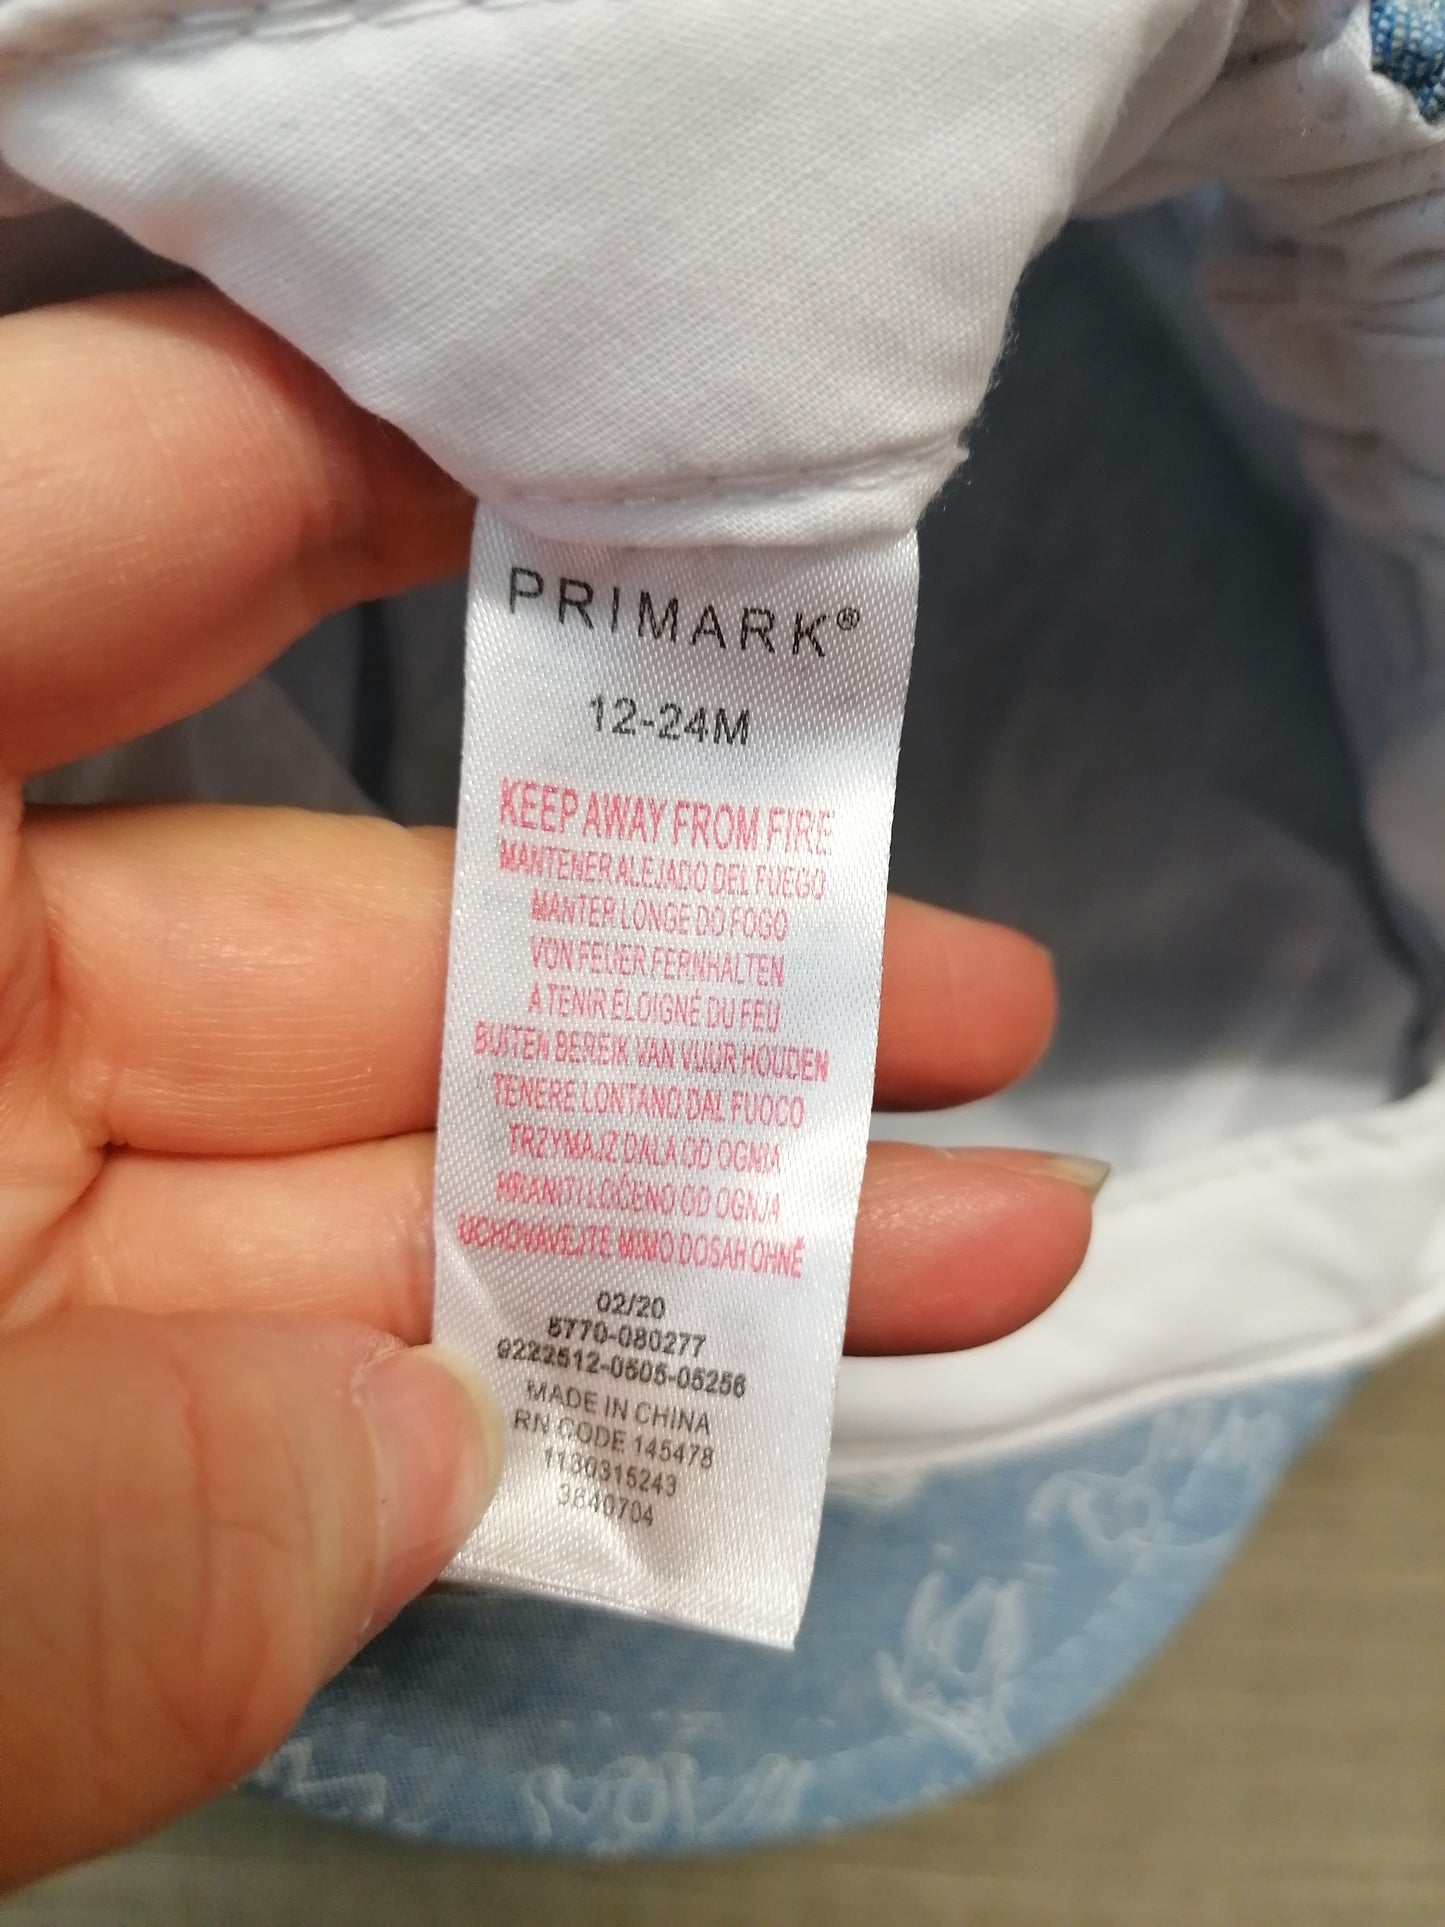 PRIMARK®
12-24M
KEEP AWAY FROM FIRE
MANTENER ALEJADO DEL FUEGO
MANTER LONGE DO FOGO
VON FEUER FERNHALTEN
A TENIR ÉLOIGNÉ DU FEU
BUITEN BEREIK VAN VUUR HOUDEN
TENERE LONTANO DAL FUOCO
TRZYMAJZ DALA OD OGNIA
HRANITI LOČENO OD OGNJA
UCHOVÁVEJTE MIMO DOSAH OHNĚ
02/20
5770-080277
9222512-0505-05256
MADE IN CHINA
RN CODE 145478
1130315243
3840704